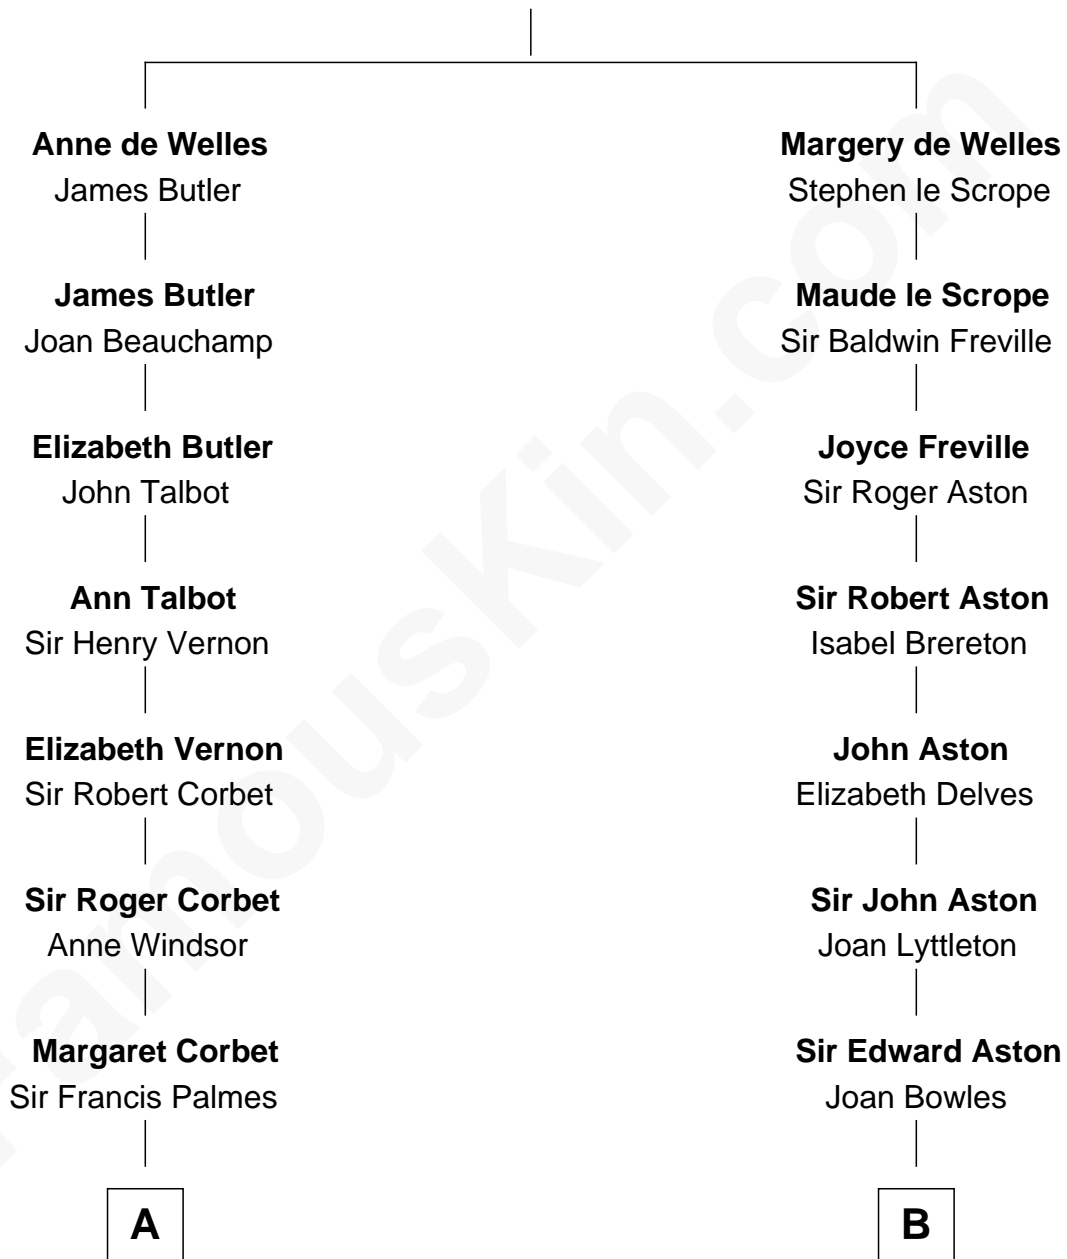 Anne de Welles
James Butler
James Butler
Joan Beauchamp
Elizabeth Butler
John Talbot
Ann Talbot
Sir Henry Vernon
Elizabeth Vernon
Sir Robert Corbet
Sir Roger Corbet
Anne Windsor
Margaret Corbet
Sir Francis Palmes
A
Margery de Welles
Stephen le Scrope
Maude le Scrope
Sir Baldwin Freville
Joyce Freville
Sir Roger Aston
Sir Robert Aston
Isabel Brereton
John Aston
Elizabeth Delves
Sir John Aston
Joan Lyttleton
Sir Edward Aston
Joan Bowles
B
FamousKin.com